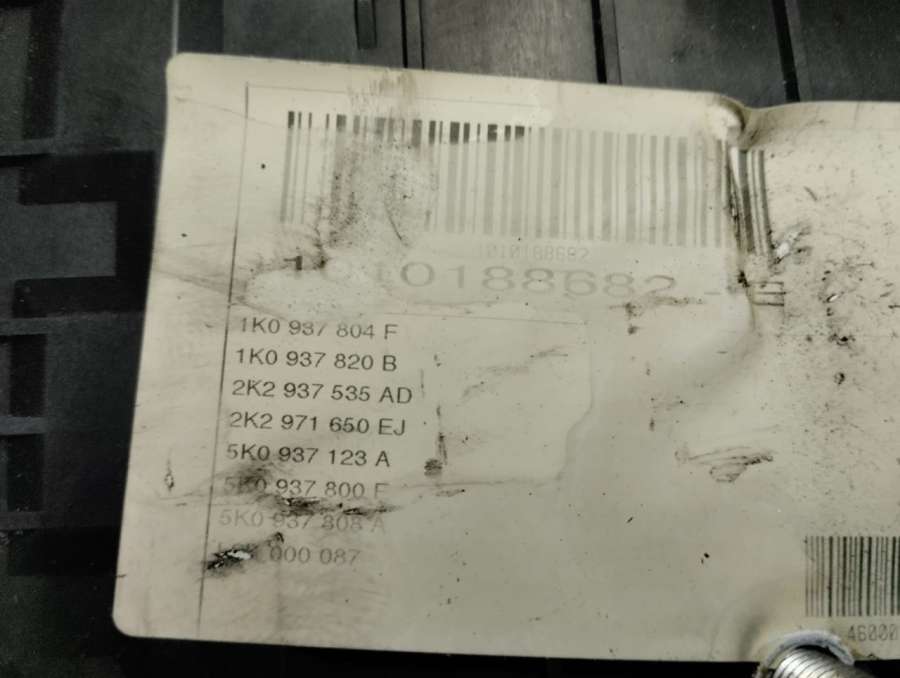 1010188682
1K0 937 804 F
1K0 937 820 B
2K2 937 535 AD
2K2 971 650 EJ
5K0 937 123 A
5K0 937 800
5K0 937 808 A
000 087